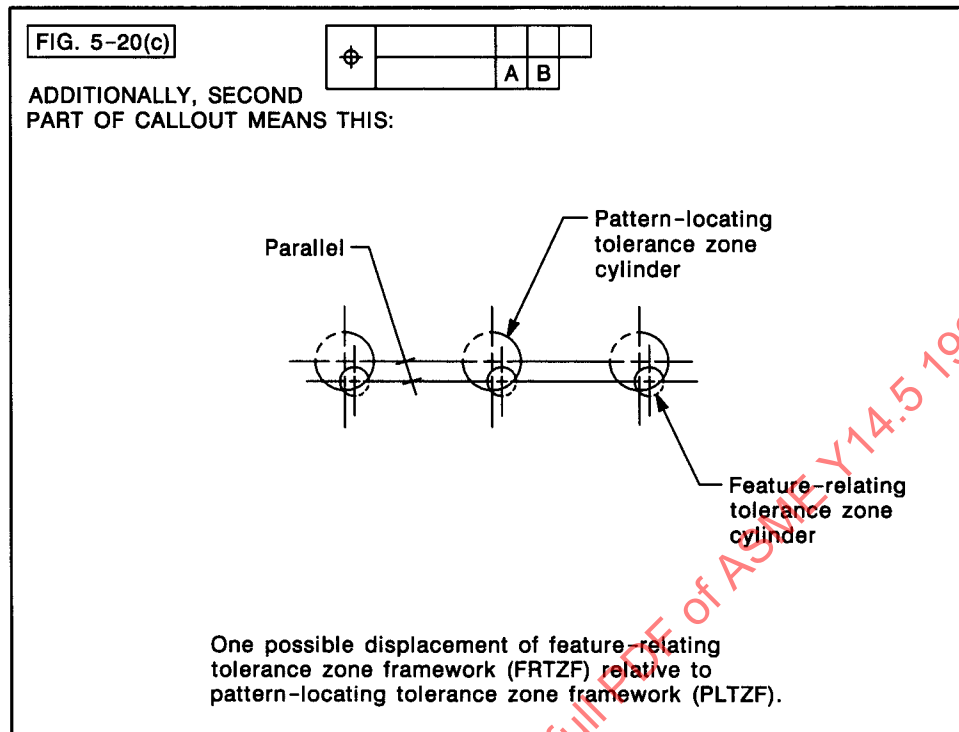 FIG. 5-20(c)
A B
ADDITIONALLY, SECOND
PART OF CALLOUT MEANS THIS:
Parallel
Pattern-locating
tolerance zone
cylinder
Feature-relating
tolerance zone
cylinder
One possible displacement of feature-relating
tolerance zone framework (FRTZF) relative to
pattern-locating tolerance zone framework (PLTZF).
full PDF of ASME Y14.5